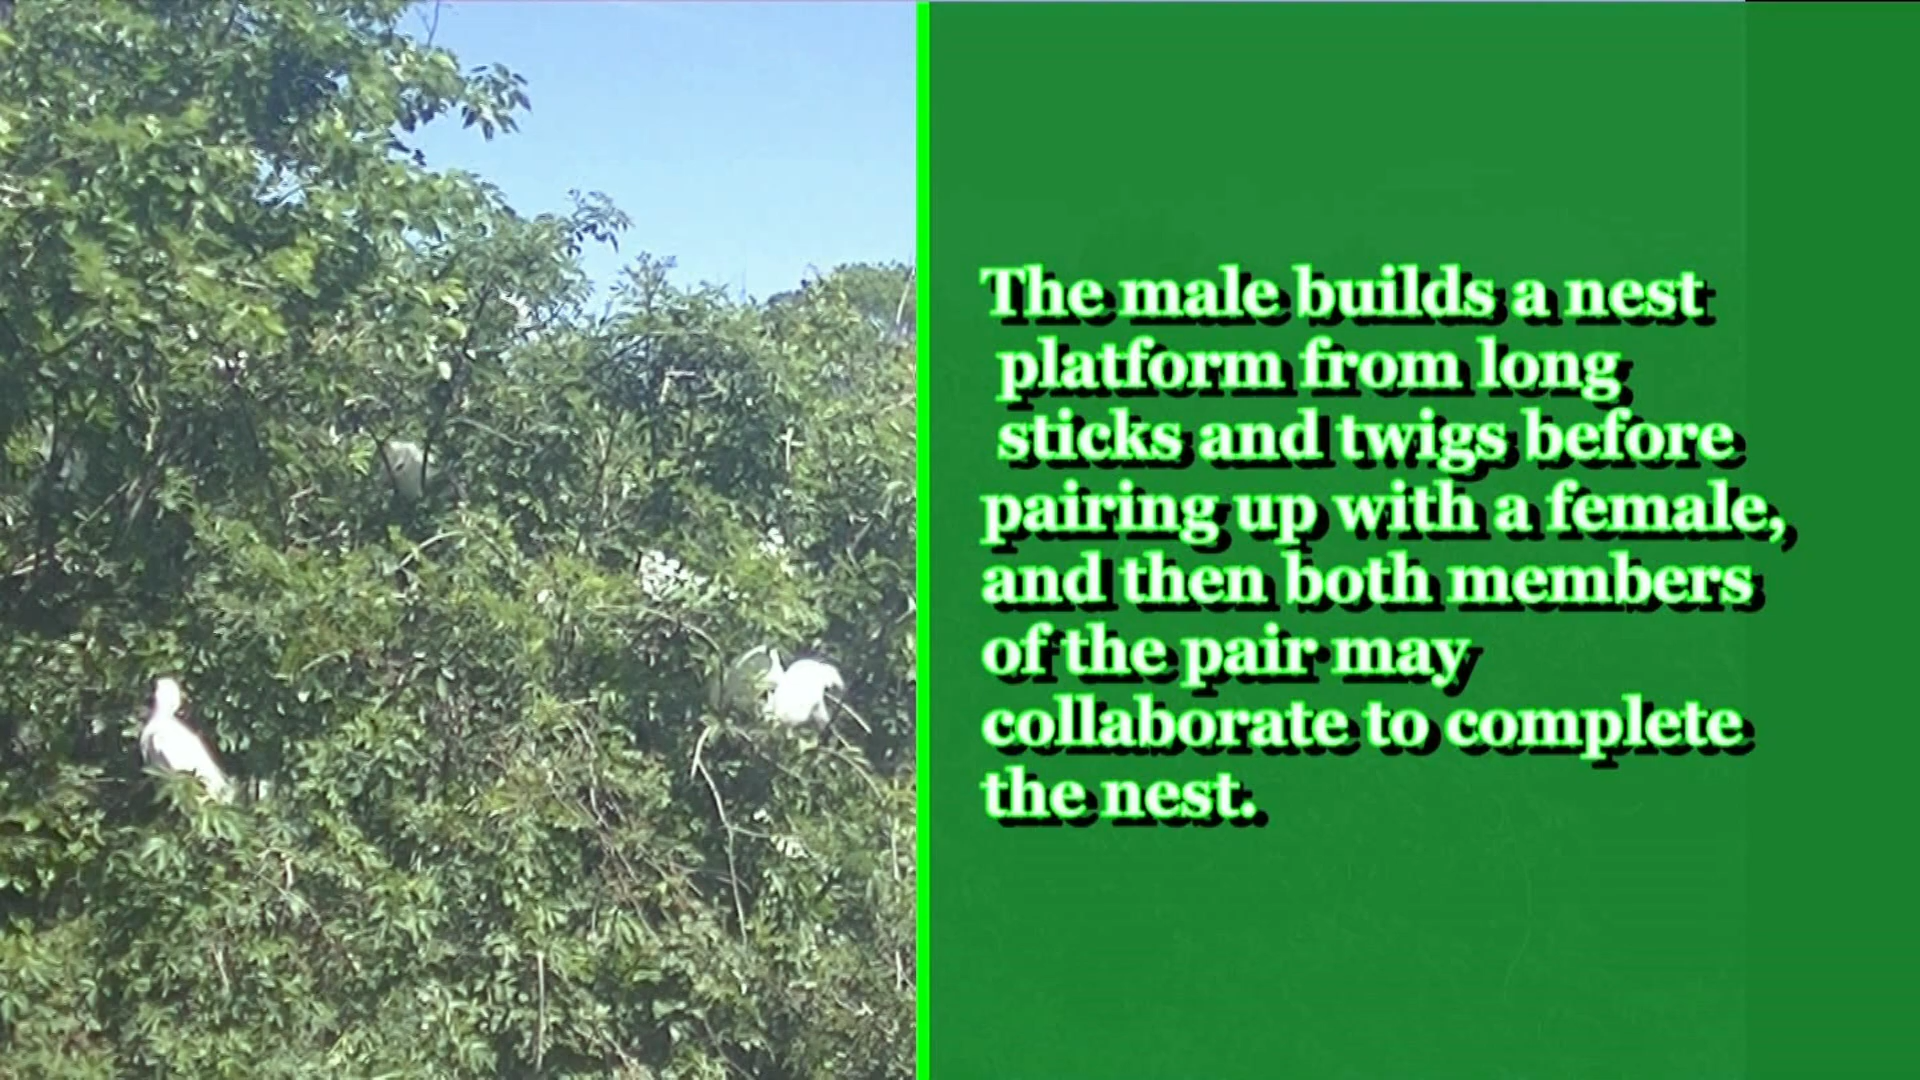 The male builds a nest
platform from long
sticks and twigs before
pairing up with a female,
and then both members
of the pair may
collaborate to complete
the nest.